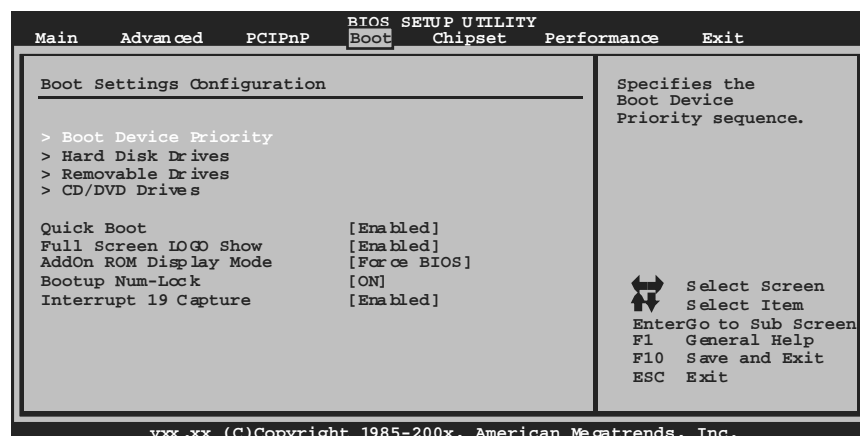 BIOS SETUP UTILITY
Main Advanced PCIPnP Boot Chipset Performance Exit
Boot Settings Configuration
> Boot Device Priority
> Hard Disk Drives
> Removable Drives
> CD/DVD Drives
Quick Boot [Enabled]
Full Screen LOGO Show [Enabled]
AddOn ROM Display Mode [Force BIOS]
Bootup Num-Lock [ON]
Interrupt 19 Capture [Enabled]
Specifies the
Boot Device
Priority sequence.
Select Screen
Select Item
EnterGo to Sub Screen
F1 General Help
F10 Save and Exit
ESC Exit
vxx.xx (C)Copyright 1985-200x, American Megatrends, Inc.